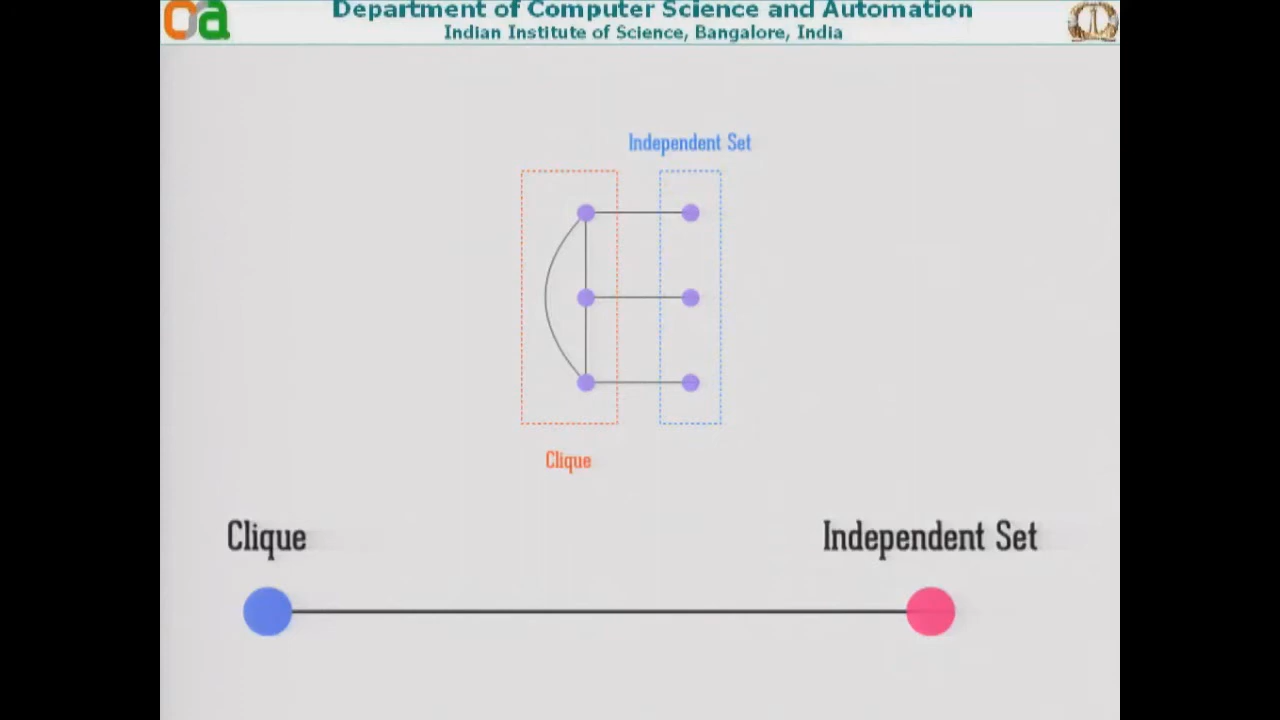 Department of Computer Science and Automation
Indian Institute of Science, Bangalore, India
Independent Set
Clique
Clique
Independent Set